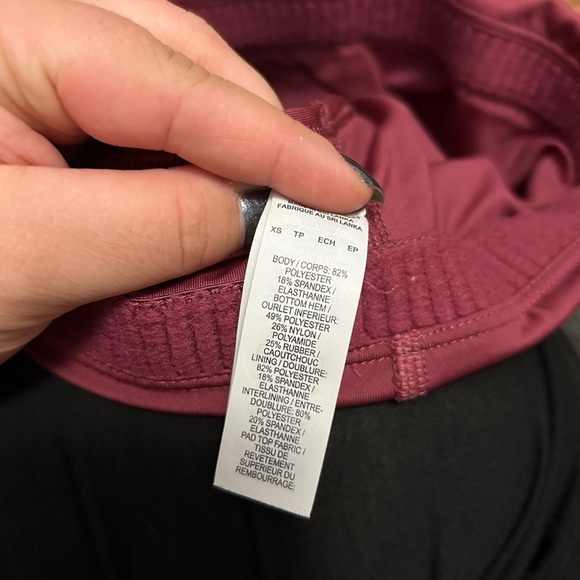 FABRIQUE AU SRI LANKA
XS TP ECH EP
BODY / CORPS: 82%
POLYESTER
18% SPANDEX /
ELASTHANNE
BOTTOM HEM /
OURLET INFERIEUR:
49% POLYESTER
26% NYLON /
POLYAMIDE
25% RUBBER /
CAOUTCHOUC
LINING / DOUBLURE:
82% POLYESTER
18% SPANDEX /
ELASTHANNE
INTERLINING / ENTRE-
DOUBLURE: 80%
POLYESTER
20% SPANDEX /
ELASTHANNE
PAD TOP FABRIC /
TISSU DE
REVETEMENT
SUPERIEUR DU
REMBOURRAGE: